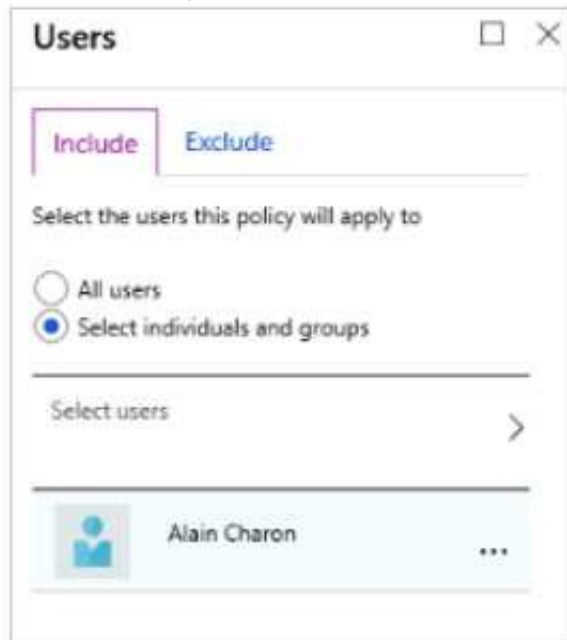 Users
Include Exclude
Select the users this policy will apply to
All users
Select individuals and groups
Select users
Alain Charon
...